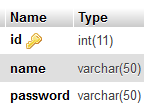 Name Type
id int(11)
name varchar(50)
password varchar(50)